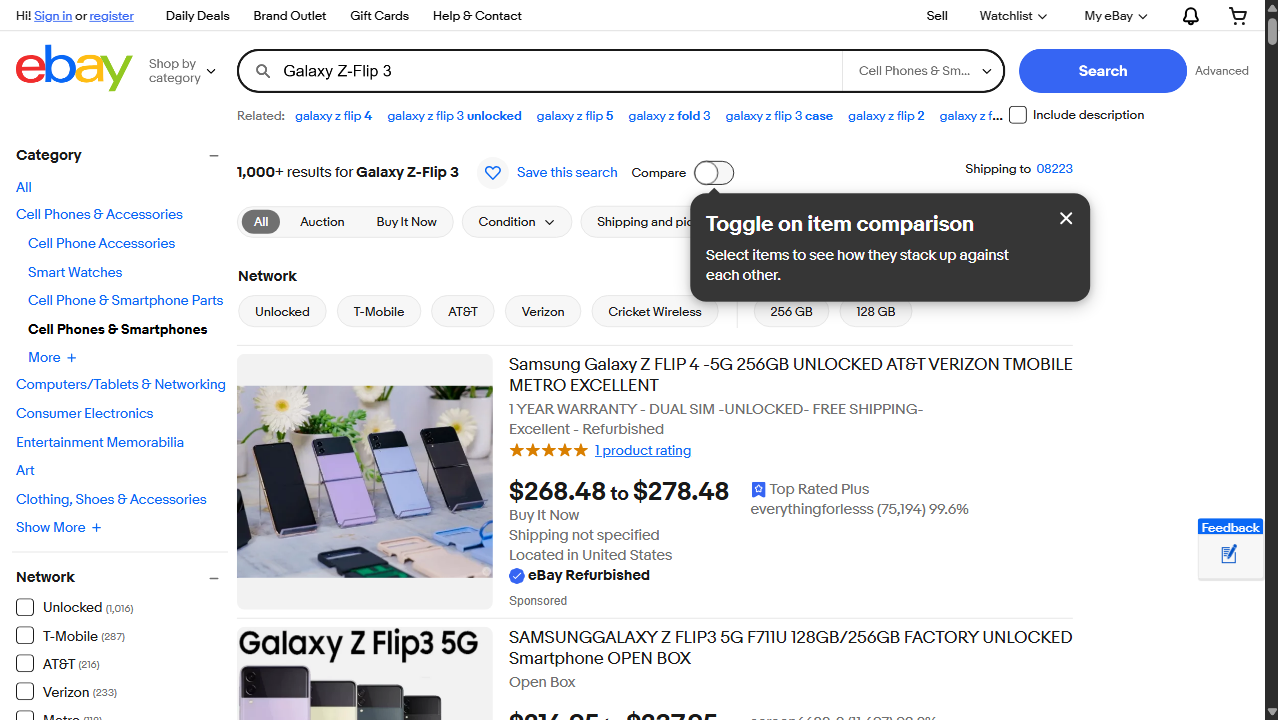 Hi! Sign in or register
Daily Deals
Brand Outlet
Gift Cards
Help & Contact
Sell
Watchlist
My eBay
ebay
Shop by
category
Galaxy Z-Flip 3
Cell Phones & Sm...
Search
Advanced
Related:
galaxy z flip 4
galaxy z flip 3 unlocked
galaxy z flip 5
galaxy z fold 3
galaxy z flip 3 case
galaxy z flip 2
galaxy z f...
Include description
Category
All
Cell Phones & Accessories
Cell Phone Accessories
Smart Watches
Cell Phone & Smartphone Parts
Cell Phones & Smartphones
More
Computers/Tablets & Networking
Consumer Electronics
Entertainment Memorabilia
Art
Clothing, Shoes & Accessories
Show More
Network
Unlocked (1,016)
T-Mobile (287)
AT&T (216)
Verizon (233)
1,000+ results for Galaxy Z-Flip 3
Save this search
Compare
Shipping to 08223
All
Auction
Buy It Now
Condition
Shipping and
Toggle on item comparison
Select items to see how they stack up against
each other.
Network
Unlocked
T-Mobile
AT&T
Verizon
Cricket Wireless
256 GB
128 GB
Samsung Galaxy Z FLIP 4 -5G 256GB UNLOCKED AT&T VERIZON TMOBILE
METRO EXCELLENT
1 YEAR WARRANTY - DUAL SIM -UNLOCKED- FREE SHIPPING-
Excellent - Refurbished
1 product rating
$268.48 to $278.48
Buy It Now
Shipping not specified
Located in United States
eBay Refurbished
Sponsored
Top Rated Plus
everythingforlesss (75,194) 99.6%
Feedback
Galaxy Z Flip3 5G
SAMSUNGGALAXY Z FLIP3 5G F711U 128GB/256GB FACTORY UNLOCKED
Smartphone OPEN BOX
Open Box